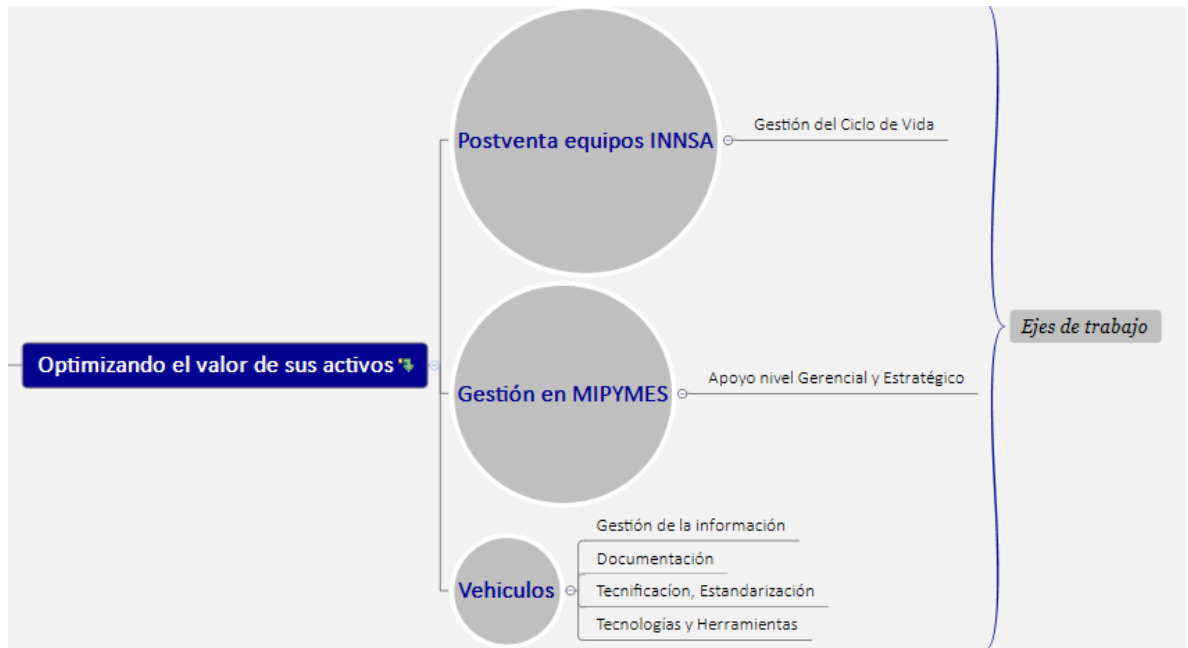 Postventa equipos INNSA
Gestión del Ciclo de Vida
Ejes de trabajo
Optimizando el valor de sus activos
Gestión en MIPYMES
Apoyo nivel Gerencial y Estratégico
Vehiculos
Gestión de la información
Documentación
Tecnificacíon, Estandarización
Tecnologías y Herramientas